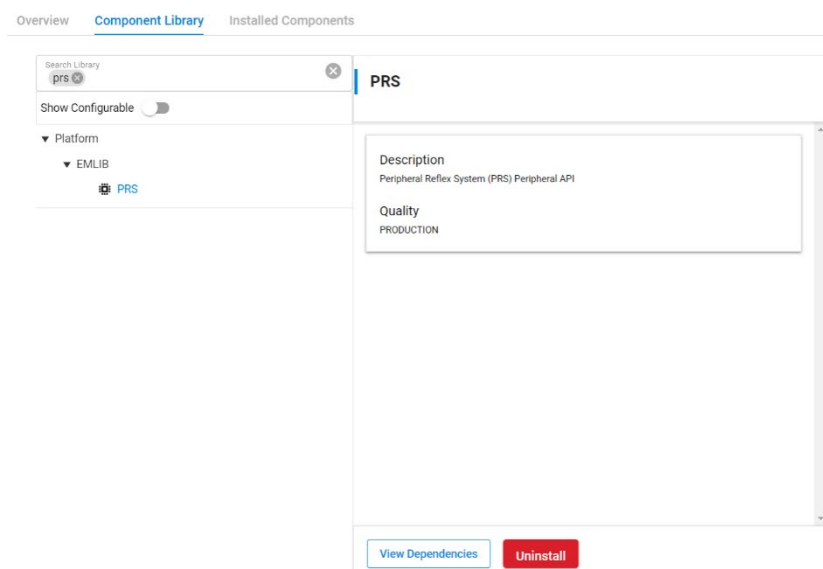 Overview Component Library Installed Components
Search Library
prs
Show Configurable
Platform
EMLIB
PRS
PRS
Description
Peripheral Reflex System (PRS) Peripheral API
Quality
PRODUCTION
View Dependencies Uninstall